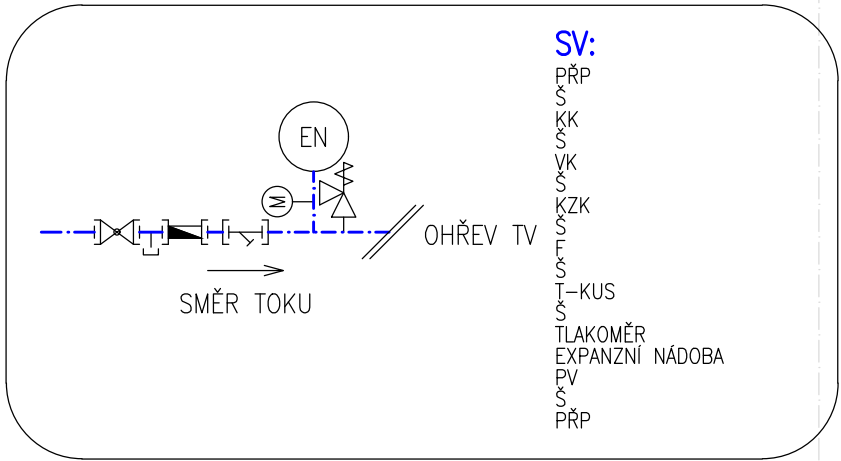 EN
M
OHŘEV TV
SMĚR TOKU
SV:
PŘP
Š
KK
Š
VK
Š
KZK
Š
F
Š
T-KUS
Š
TLAKOMĚR
EXPANZNÍ NÁDOBA
PV
Š
PŘP